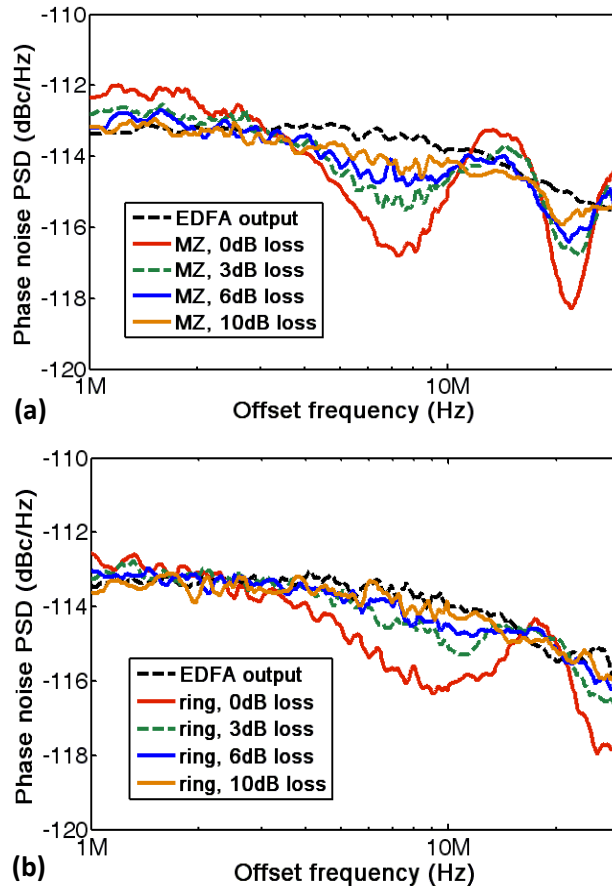 -110
-112
-114
-116
-118
-120
Phase noise PSD (dBc/Hz)
EDFA output
MZ, 0dB loss
MZ, 3dB loss
MZ, 6dB loss
MZ, 10dB loss
1M
10M
Offset frequency (Hz)
(a)
-110
-112
-114
-116
-118
-120
Phase noise PSD (dBc/Hz)
EDFA output
ring, 0dB loss
ring, 3dB loss
ring, 6dB loss
ring, 10dB loss
1M
10M
Offset frequency (Hz)
(b)